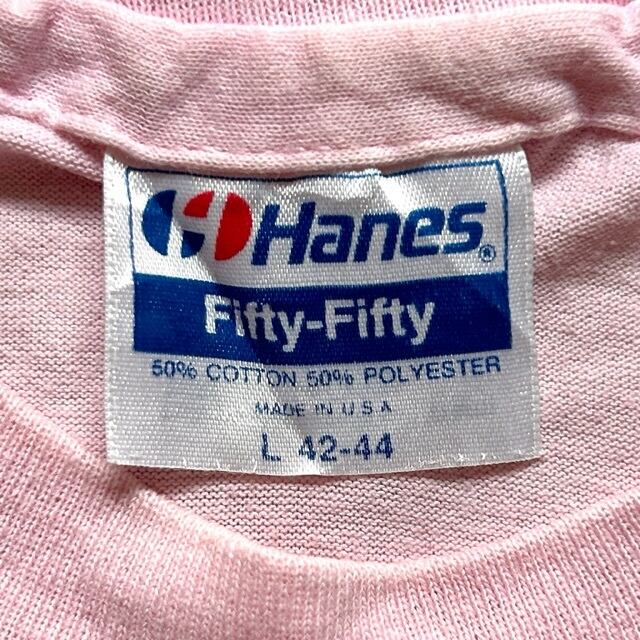 Hanes®
Fifty-Fifty
50% COTTON 50% POLYESTER
MADE IN U S A
L 42-44